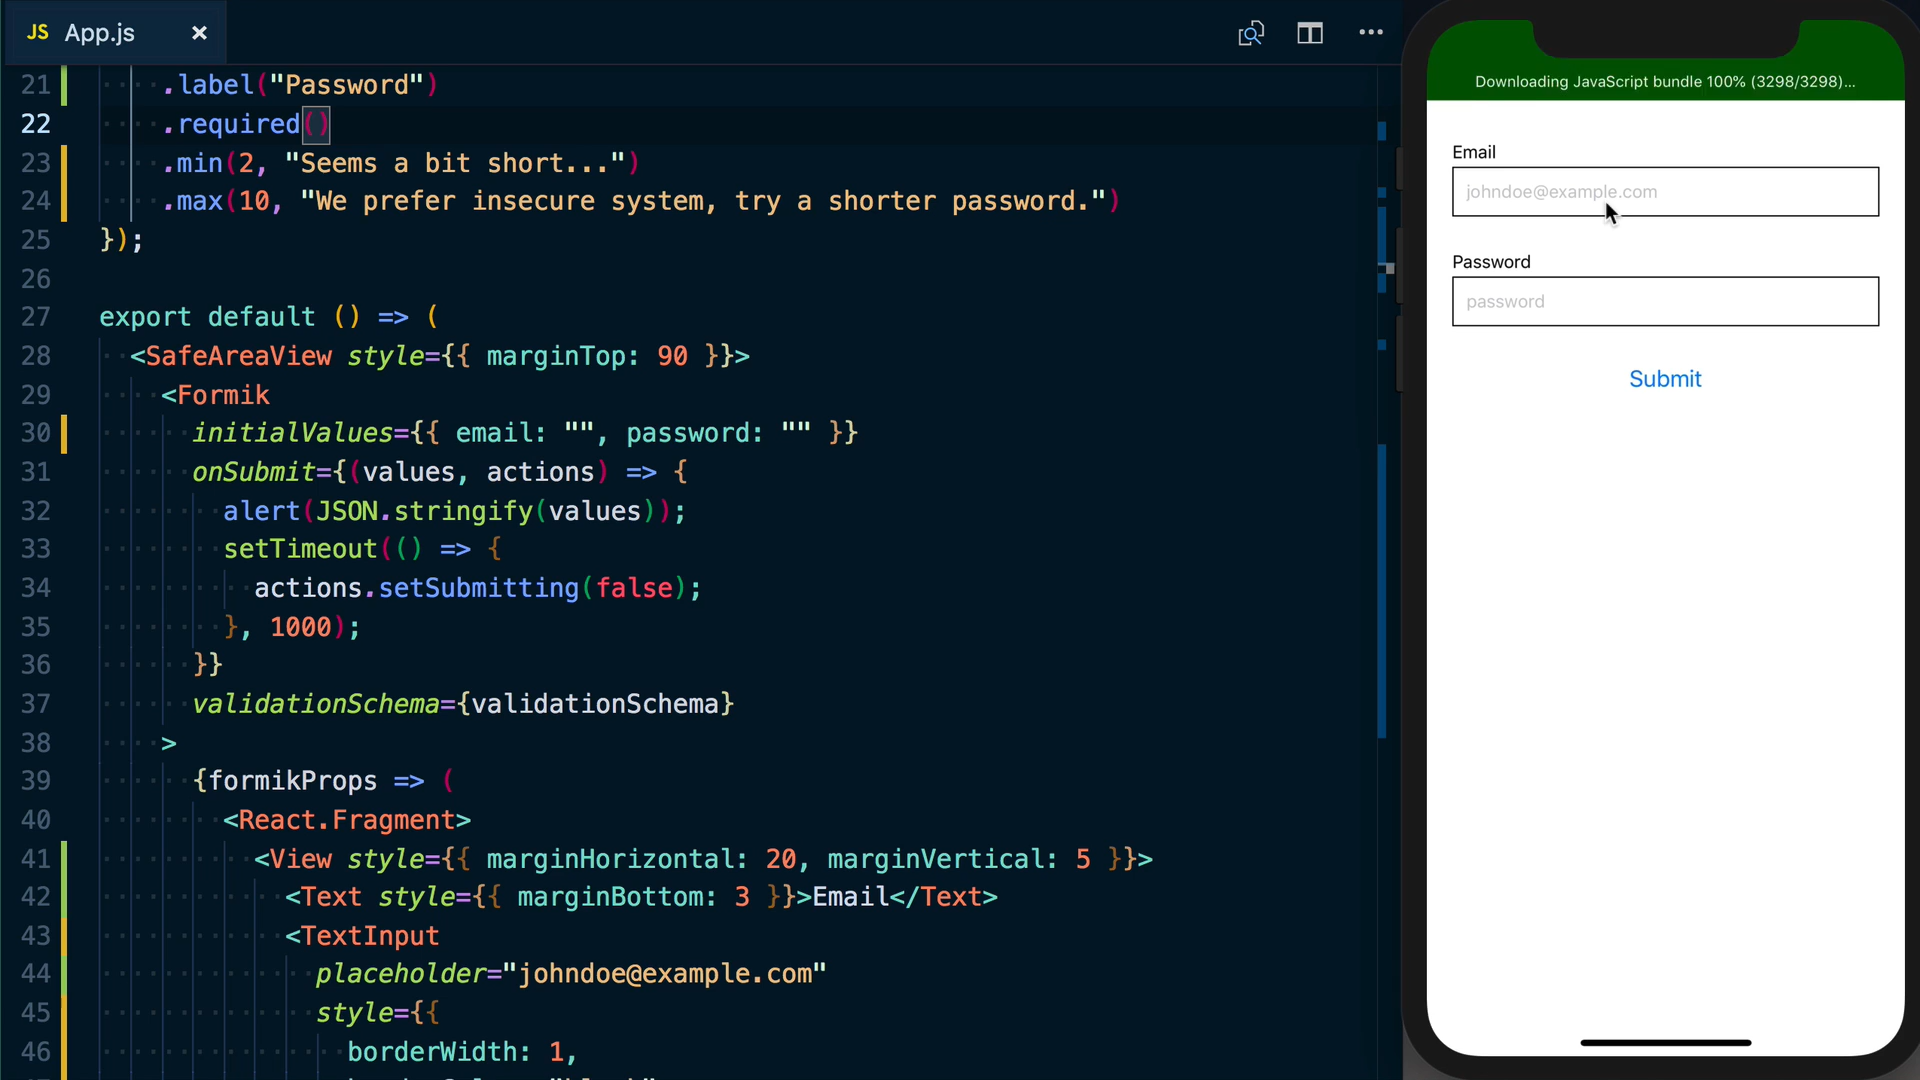 JS App.js ×
21 .label("Password")
22 .required()
23 .min(2, "Seems a bit short...")
24 .max(10, "We prefer insecure system, try a shorter password.")
25 });
26
27 export default () => (
28 <SafeAreaView style={{ marginTop: 90 }}>
29 <Formik
30 initialValues={{ email: "", password: "" }}
31 onSubmit={(values, actions) => {
32 alert(JSON.stringify(values));
33 setTimeout(() => {
34 actions.setSubmitting(false);
35 }, 1000);
36 }}
37 validationSchema={validationSchema}
38 >
39 {formikProps => (
40 <React.Fragment>
41 <View style={{ marginHorizontal: 20, marginVertical: 5 }}>
42 <Text style={{ marginBottom: 3 }}>Email</Text>
43 <TextInput
44 placeholder="johndoe@example.com"
45 style={{
46 borderWidth: 1,
Downloading JavaScript bundle 100% (3298/3298)...
Email
johndoe@example.com
Password
password
Submit